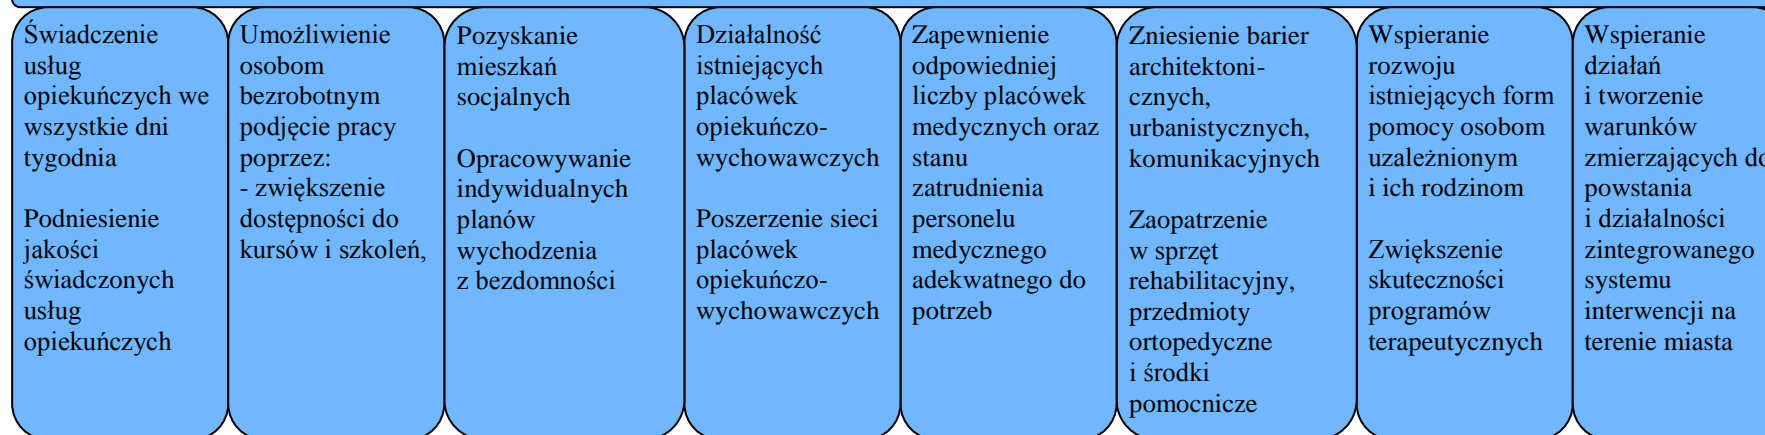 Świadczenie
usług
opiekuńczych we
wszystkie dni
tygodnia
Podniesienie
jakości
świadczonych
usług
opiekuńczych
Umożliwienie
osobom
bezrobotnym
podjęcie pracy
poprzez:
- zwiększenie
dostępności do
kursów i szkoleń,
Pozyskanie
mieszkań
socjalnych
Opracowywanie
indywidualnych
planów
wychodzenia
z bezdomności
Działalność
istniejących
placówek
opiekuńczo-
wychowawczych
Poszerzenie sieci
placówek
opiekuńczo-
wychowawczych
Zapewnienie
odpowiedniej
liczby placówek
medycznych oraz
stanu
zatrudnienia
personelu
medycznego
adekwatnego do
potrzeb
Zniesienie barier
architektoni-
cznych,
urbanistycznych,
komunikacyjnych
Zaopatrzenie
w sprzęt
rehabilitacyjny,
przedmioty
ortopedyczne
i środki
pomocnicze
Wspieranie
rozwoju
istniejących form
pomocy osobom
uzależnionym
i ich rodzinom
Zwiększenie
skuteczności
programów
terapeutycznych
Wspieranie
działań
i tworzenie
warunków
zmierzających do
powstania
i działalności
zintegrowanego
systemu
interwencji na
terenie miasta